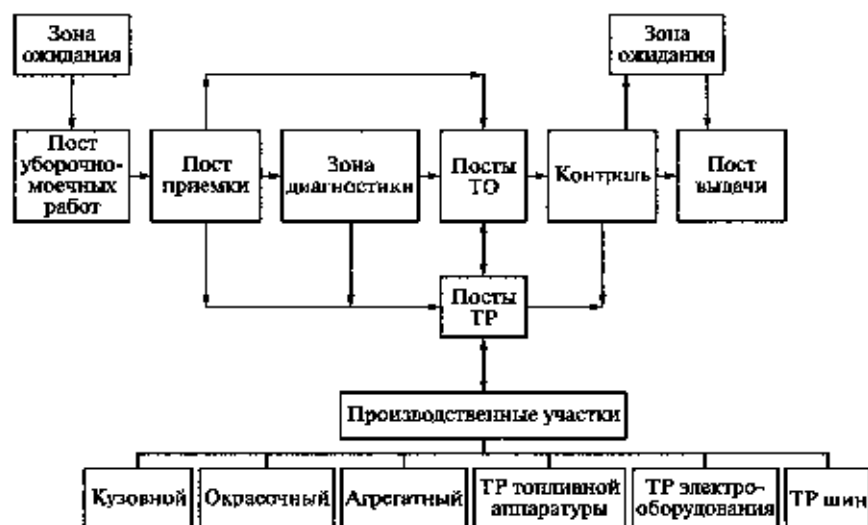 Зона
ожидания
Зона
ожидания
Пост
уборочно-
моечных
работ
Пост
приемки
Зона
диагностики
Посты
ТО
Контришь
Пост
выдачи
Посты
ТР
Производственные участки
Кузовной
Окрасочный
Агрегатный
ТР топливной
аппаратуры
ТР электро-
оборудования
ТР шин